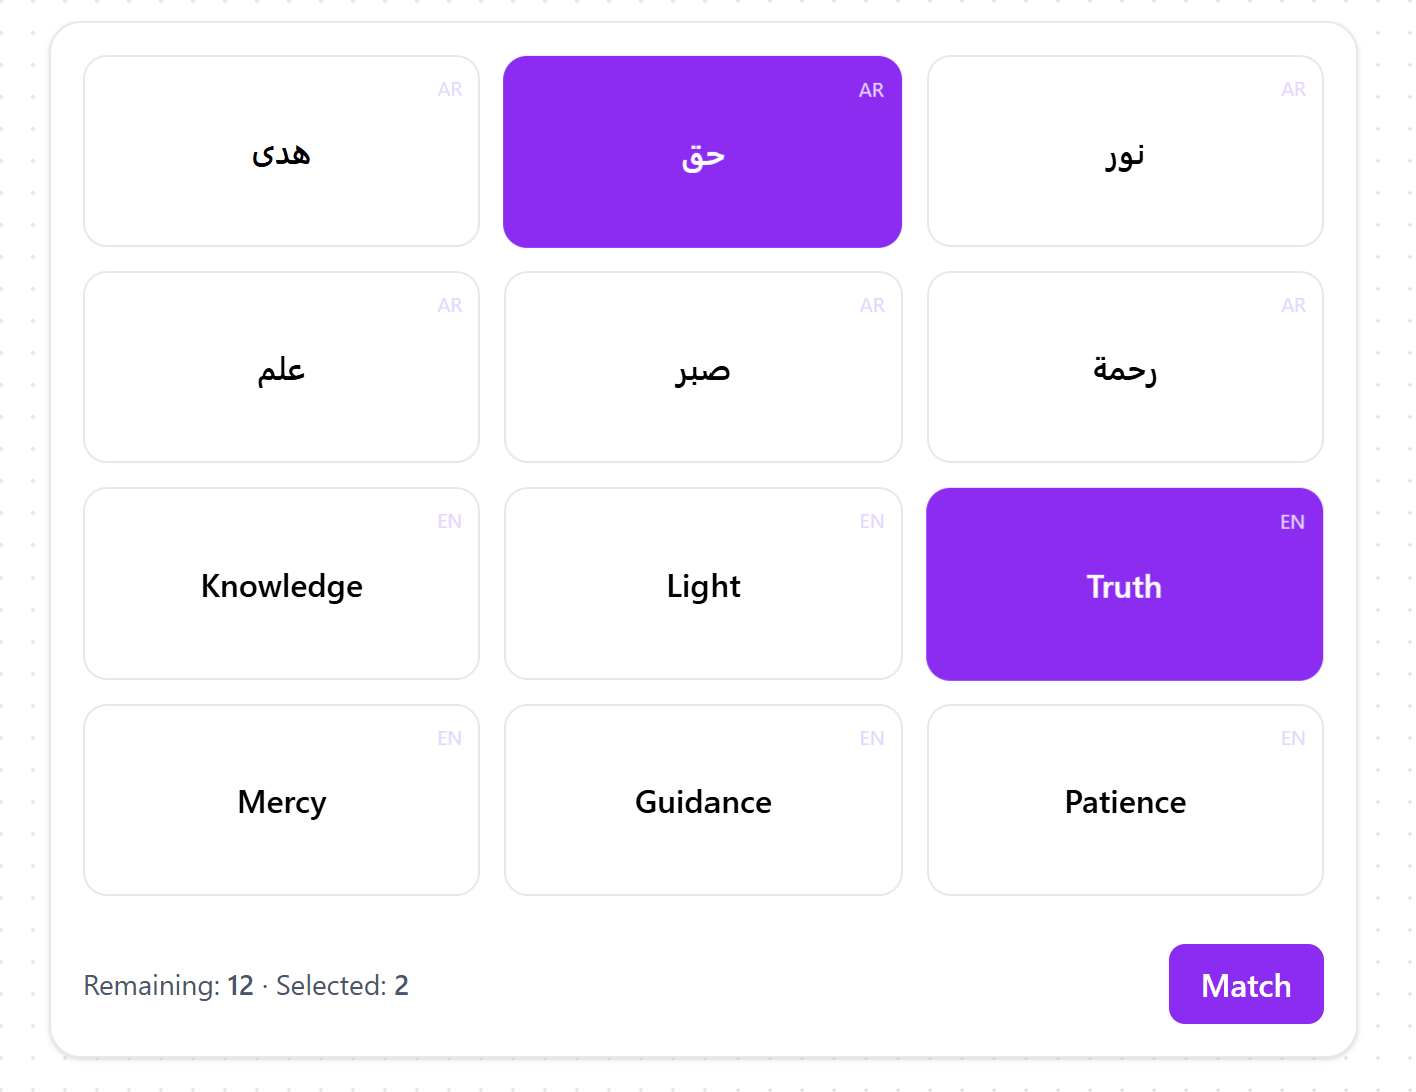 AR
هدى
AR
حق
AR
نور
AR
علم
AR
صبر
AR
رحمة
EN
Knowledge
EN
Light
EN
Truth
EN
Mercy
EN
Guidance
EN
Patience
Remaining: 12 · Selected: 2
Match